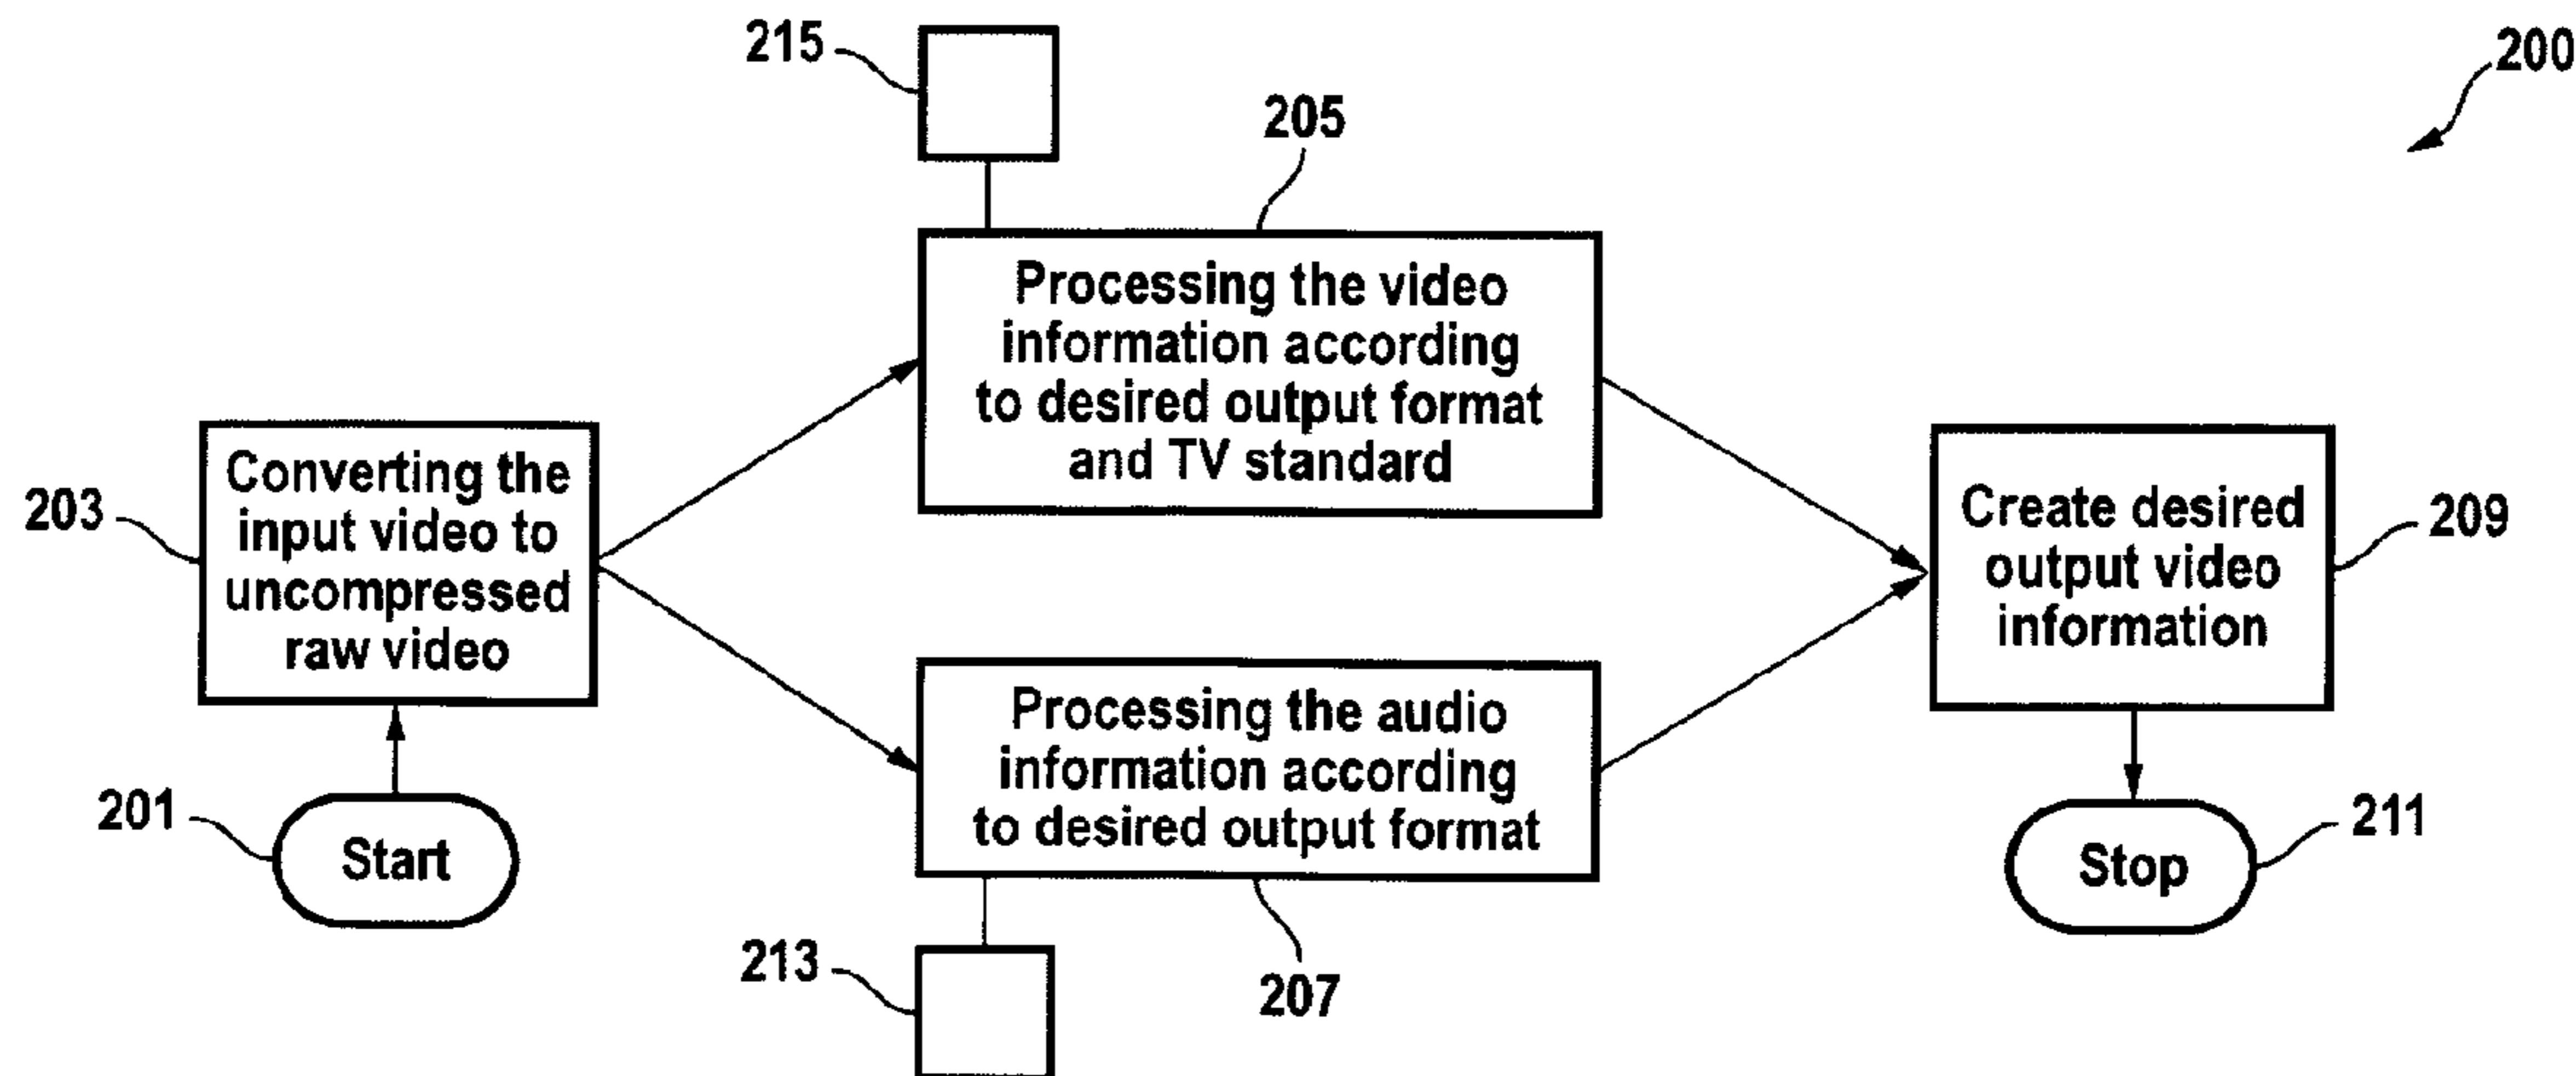 215
200
205
Processing the video
information according
to desired output format
and TV standard
203
Converting the
input video to
uncompressed
raw video
Create desired
output video
information
209
Processing the audio
information according
to desired output format
201
Start
211
Stop
213
207